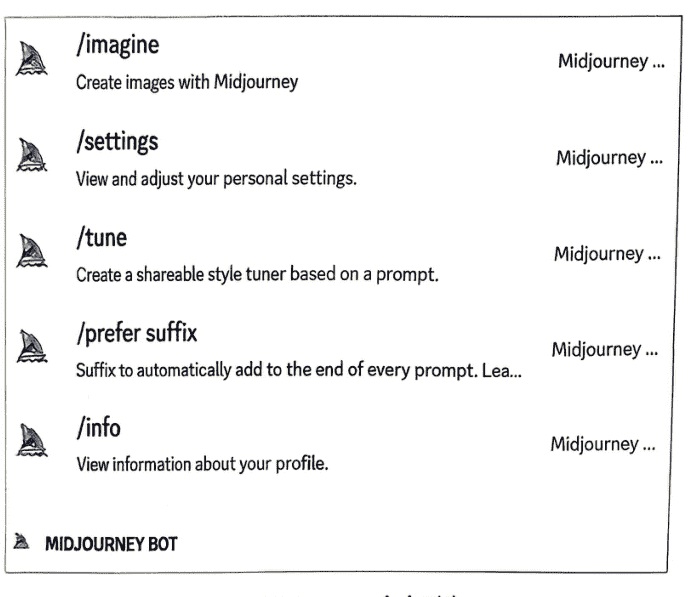 /imagine
Create images with Midjourney
Midjourney ...
/settings
View and adjust your personal settings.
Midjourney ...
/tune
Create a shareable style tuner based on a prompt.
Midjourney ...
/prefer suffix
Suffix to automatically add to the end of every prompt. Lea...
Midjourney ...
/info
View information about your profile.
Midjourney ...
MIDJOURNEY BOT